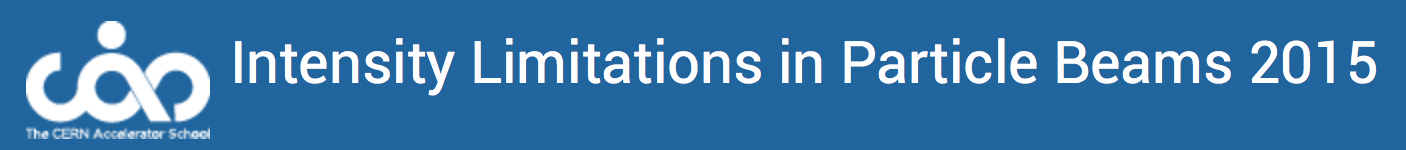 Intensity Limitations in Particle Beams 2015
The CERN Accelerator School